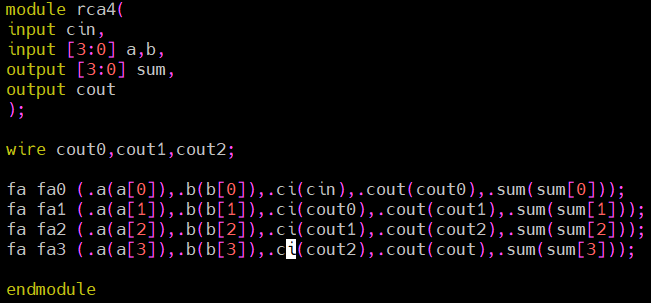 module rca4(
input cin,
input [3:0] a,b,
output [3:0] sum,
output cout
);
wire cout0,cout1,cout2;
fa fa0 (.a(a[0]),.b(b[0]),.ci(cin),.cout(cout0),.sum(sum[0]));
fa fa1 (.a(a[1]),.b(b[1]),.ci(cout0),.cout(cout1),.sum(sum[1]));
fa fa2 (.a(a[2]),.b(b[2]),.ci(cout1),.cout(cout2),.sum(sum[2]));
fa fa3 (.a(a[3]),.b(b[3]),.ci(cout2),.cout(cout),.sum(sum[3]));
endmodule